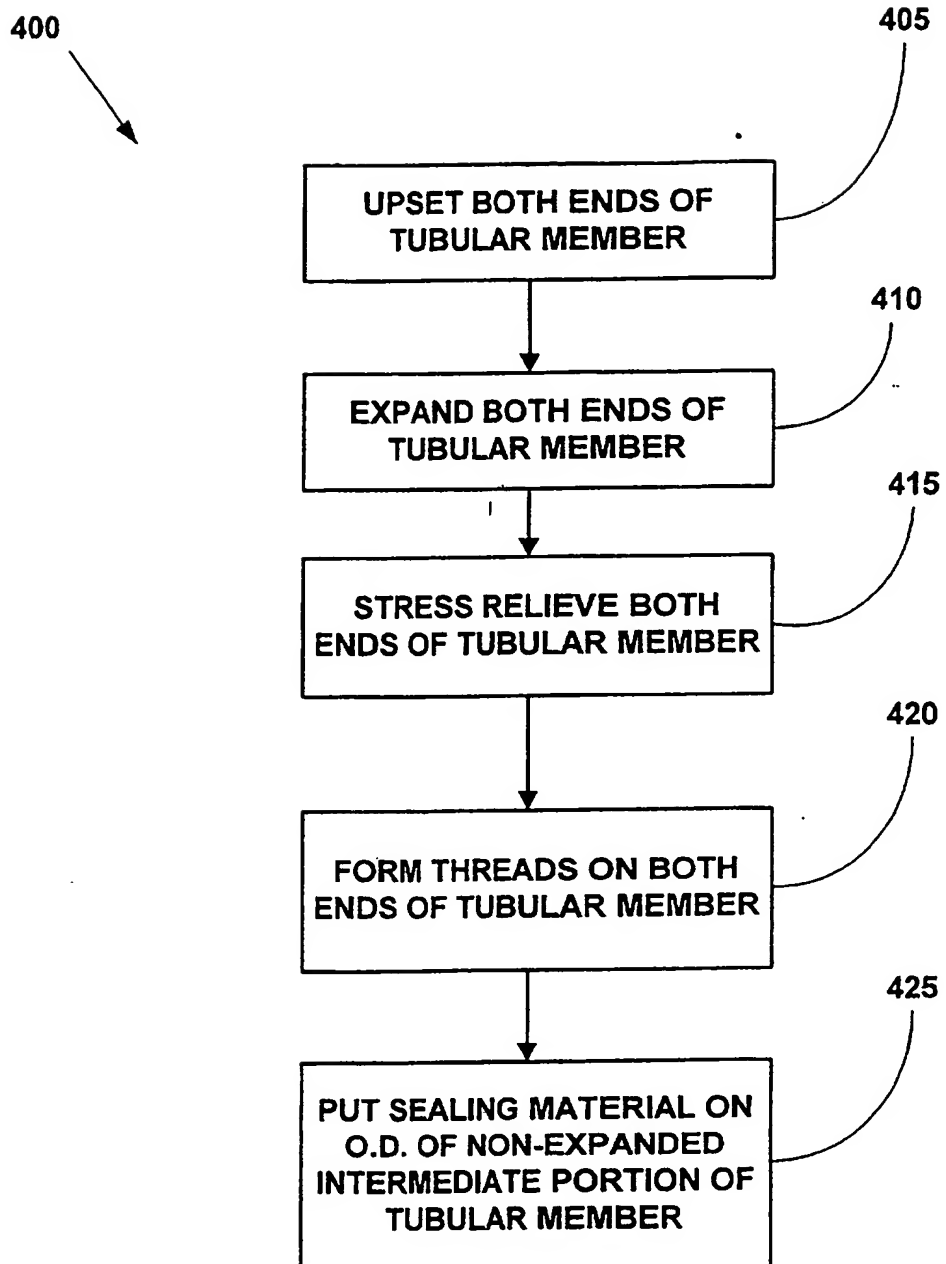 400
405
UPSET BOTH ENDS OF
TUBULAR MEMBER
410
EXPAND BOTH ENDS OF
TUBULAR MEMBER
415
STRESS RELIEVE BOTH
ENDS OF TUBULAR MEMBER
420
FORM THREADS ON BOTH
ENDS OF TUBULAR MEMBER
425
PUT SEALING MATERIAL ON
O.D. OF NON-EXPANDED
INTERMEDIATE PORTION OF
TUBULAR MEMBER